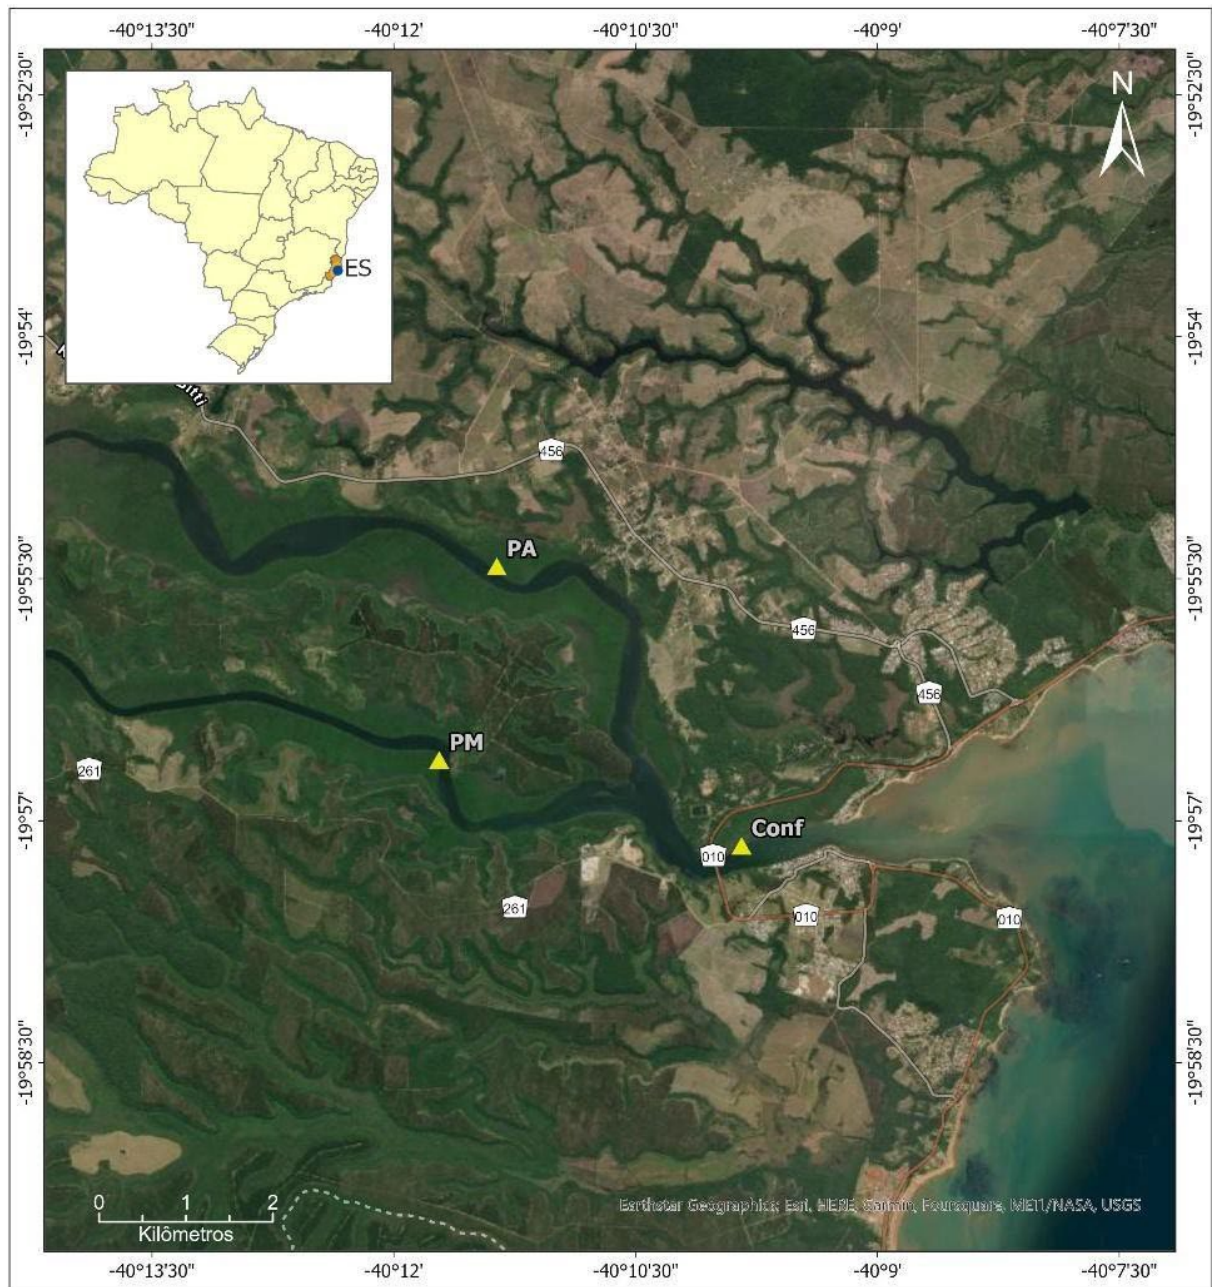 -40°13'30" -40°12' -40°10'30" -40°9' -40°7'30"
-19°52'30"
-19°52'30"
N
ES
-19°54'
-19°54'
itti
456
PA
-19°55'30"
-19°55'30"
456
456
PM
261
-19°57'
-19°57'
Conf
010
261
010
010
-19°58'30"
-19°58'30"
0 1 2
Kilômetros
Earthstar Geographics; Esri, HERE, Garmin, Foursquare, METI/NASA, USGS
-40°13'30" -40°12' -40°10'30" -40°9' -40°7'30"